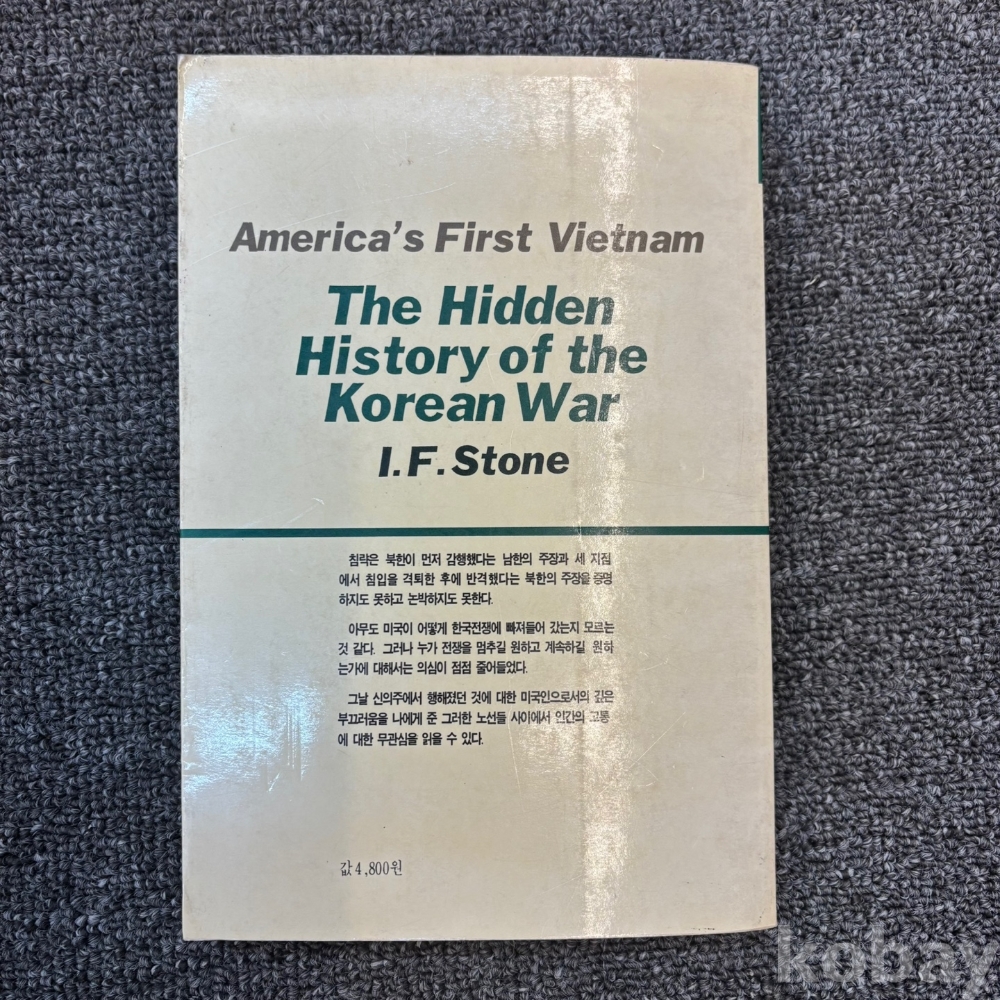 America's First Vietnam
The Hidden
History of the
Korean War
I.F. Stone
침략은 북한이 먼저 감행했다는 남한의 주장과 세 지점
에서 침입을 격퇴한 후에 반격했다는 북한의 주장을 증명
하지도 못하고 논박하지도 못한다.
아무도 미국이 어떻게 한국전쟁에 빠져들어 갔는지 모르는
것 같다. 그러나 누가 전쟁을 멈추길 원하고 계속하길 원하
는가에 대해서는 의심이 점점 줄어들었다.
그날 신의주에서 행해졌던 것에 대한 미국인으로서의 깊은
부끄러움을 나에게 준 그러한 노선들 사이에서 인간의 고통
에 대한 무관심을 읽을 수 있다.
값 4,800원
kobay